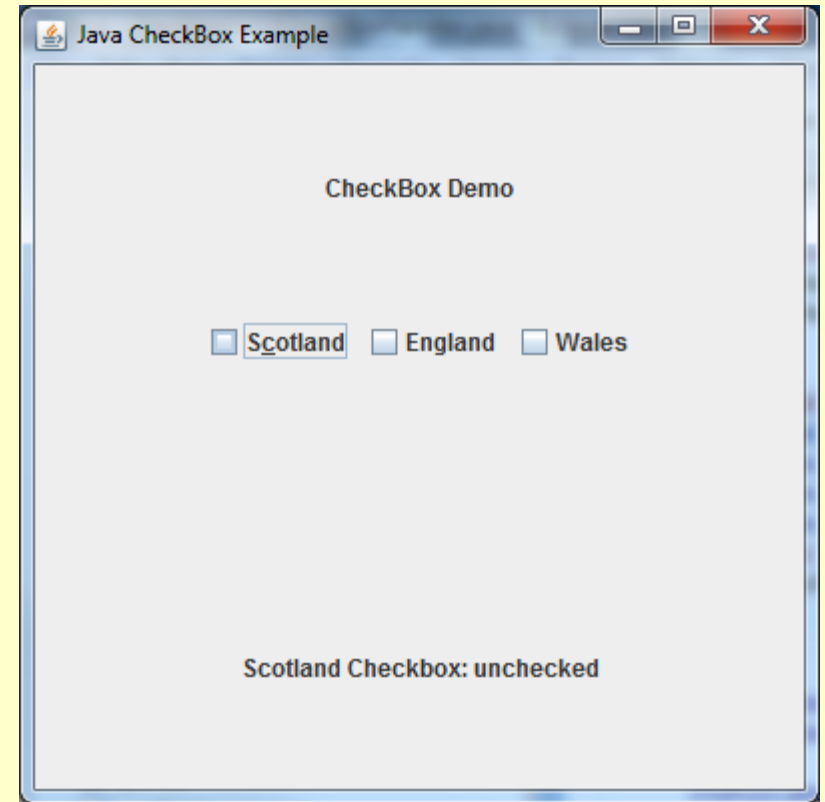 Java CheckBox Example
CheckBox Demo
Scotland England Wales
Scotland Checkbox: unchecked